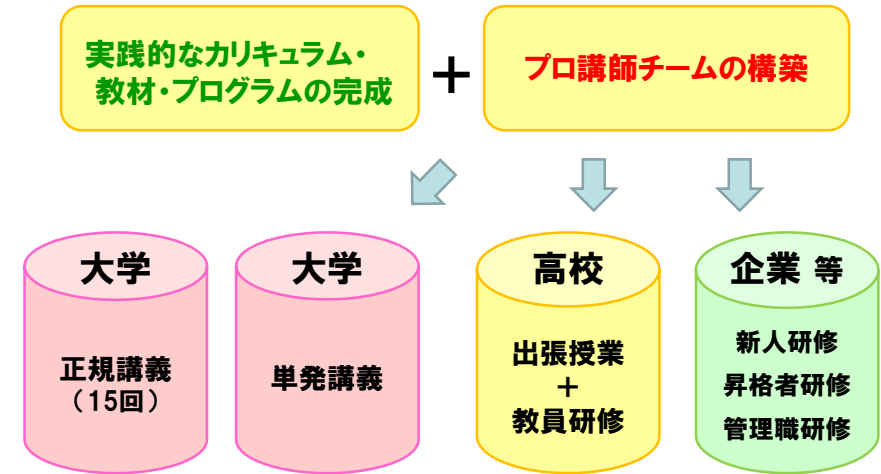 実践的なカリキュラム・
教材・プログラムの完成
＋
プロ講師チームの構築
大学
正規講義
（15回）
大学
単発講義
高校
出張授業
＋
教員研修
企業 等
新人研修
昇格者研修
管理職研修